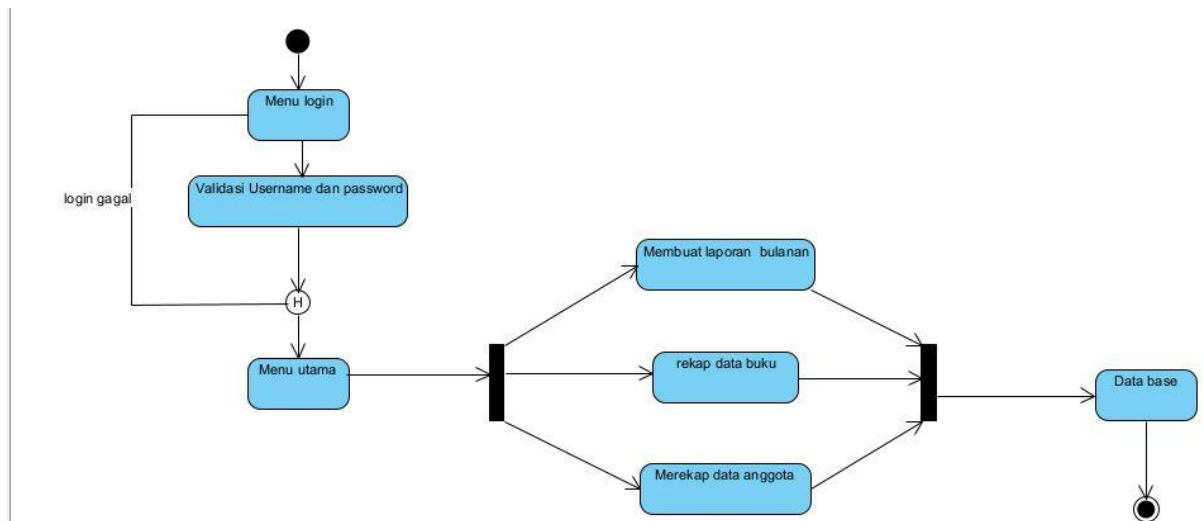 Menu login
Validasi Username dan password
login gagal
H
Menu utama
Membuat laporan bulanan
rekap data buku
Merekap data anggota
Data base